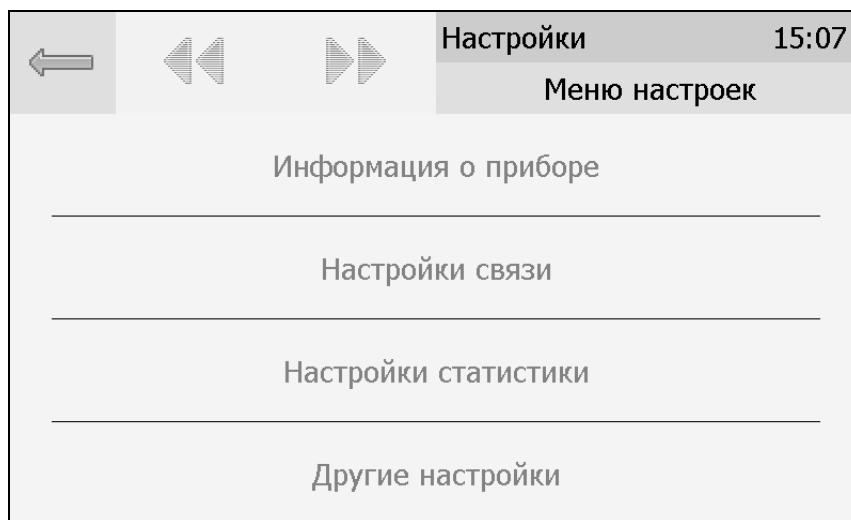 Настройки 15:07
Меню настроек
Информация о приборе
Настройки связи
Настройки статистики
Другие настройки